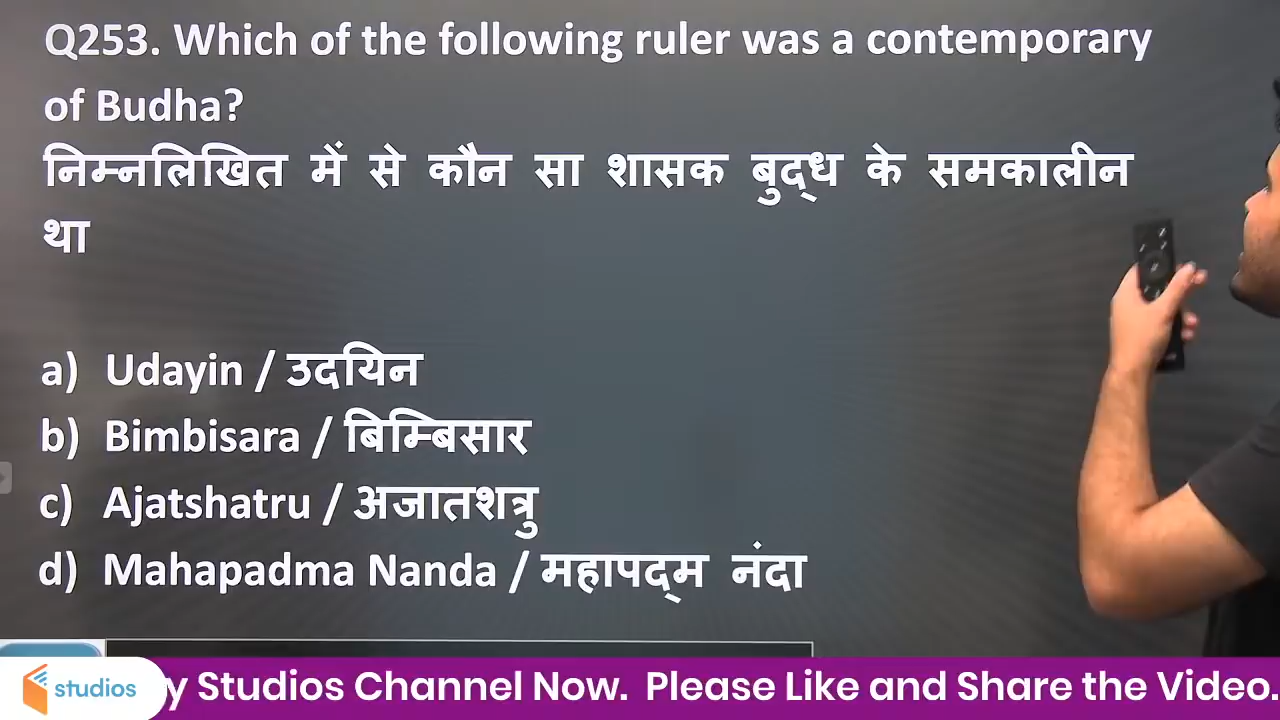 Q253. Which of the following ruler was a contemporary
of Budha?
निम्नलिखित में से कौन सा शासक बुद्ध के समकालीन
था
a) Udayin / उदयिन
b) Bimbisara / बिम्बिसार
c) Ajatshatru / अजातशत्रु
d) Mahapadma Nanda / महापद्म नंदा
studios
y Studios Channel Now. Please Like and Share the Video.